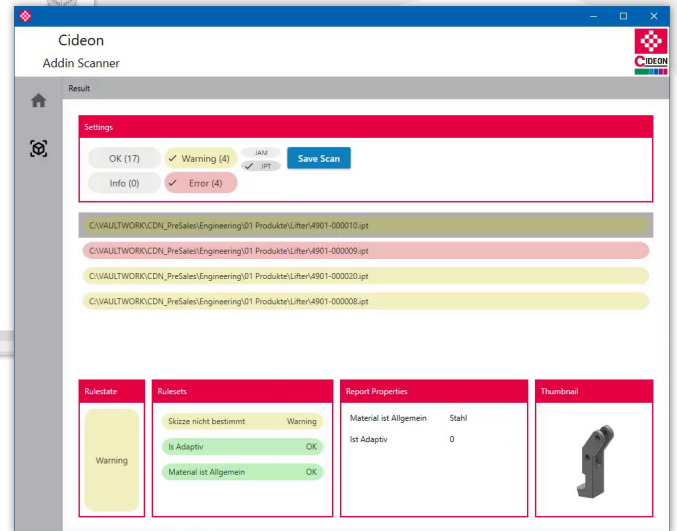 Cideon
Addin Scanner
CIDEON
Result
Settings
OK (17)
Warning (4)
.IAM
.IPT
Save Scan
Info (0)
Error (4)
C:\VAULTWORK\CDN_PreSales\Engineering\01 Produkte\Lifter\4901-000010.ipt
C:\VAULTWORK\CDN_PreSales\Engineering\01 Produkte\Lifter\4901-000009.ipt
C:\VAULTWORK\CDN_PreSales\Engineering\01 Produkte\Lifter\4901-000020.ipt
C:\VAULTWORK\CDN_PreSales\Engineering\01 Produkte\Lifter\4901-000008.ipt
Rulestate
Warning
Rulesets
Skizze nicht bestimmt Warning
Is Adaptiv OK
Material ist Allgemein OK
Report Properties
Material ist Allgemein Stahl
Ist Adaptiv 0
Thumbnail